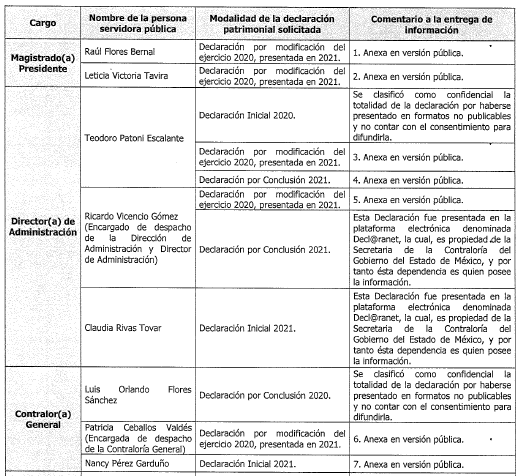 Cargo
Nombre de la persona
servidora pública
Modalidad de la declaración
patrimonial solicitada
Comentario a la entrega de
información
Magistrado(a)
Presidente
Raúl Flores Bernal
Declaración por modificación del
ejercicio 2020, presentada en 2021.
1. Anexa en versión pública.
Leticia Victoria Tavira
Declaración por modificación del
ejercicio 2020, presentada en 2021.
2. Anexa en versión pública.
Director(a) de
Administración
Teodoro Patoni Escalante
Declaración Inicial 2020.
Se clasificó como confidencial la
totalidad de la declaración por haberse
presentado en formatos no publicables
y no contar con el consentimiento para
difundirla.
Declaración por modificación del
ejercicio 2020, presentada en 2021.
3. Anexa en versión pública.
Declaración por Conclusión 2021.
4. Anexa en versión pública.
Ricardo Vicencio Gómez
(Encargado de despacho
de la Dirección de
Administración y Director
de Administración)
Declaración por modificación del
ejercicio 2020, presentada en 2021.
5. Anexa en versión pública.
Declaración por Conclusión 2021.
Esta Declaración fue presentada en la
plataforma electrónica denominada
Decl@ranet, la cual, es propiedad de la
Secretaria de la Contraloría del
Gobierno del Estado de México, y por
tanto ésta dependencia es quien posee
la información.
Claudia Rivas Tovar
Declaración Inicial 2021.
Esta Declaración fue presentada en la
plataforma electrónica denominada
Decl@ranet, la cual, es propiedad de la
Secretaria de la Contraloría del
Gobierno del Estado de México, y por
tanto ésta dependencia es quien posee
la información.
Contralor(a)
General
Luis Orlando Flores
Sánchez
Declaración por Conclusión 2020.
Se clasificó como confidencial la
totalidad de la declaración por haberse
presentado en formatos no publicables
y no contar con el consentimiento para
difundirla.
Patricia Ceballos Valdés
(Encargada de despacho
de la Contraloría General)
Declaración por modificación del
ejercicio 2020, presentada en 2021.
6. Anexa en versión pública.
Nancy Pérez Garduño
Declaración Inicial 2021.
7. Anexa en versión pública.